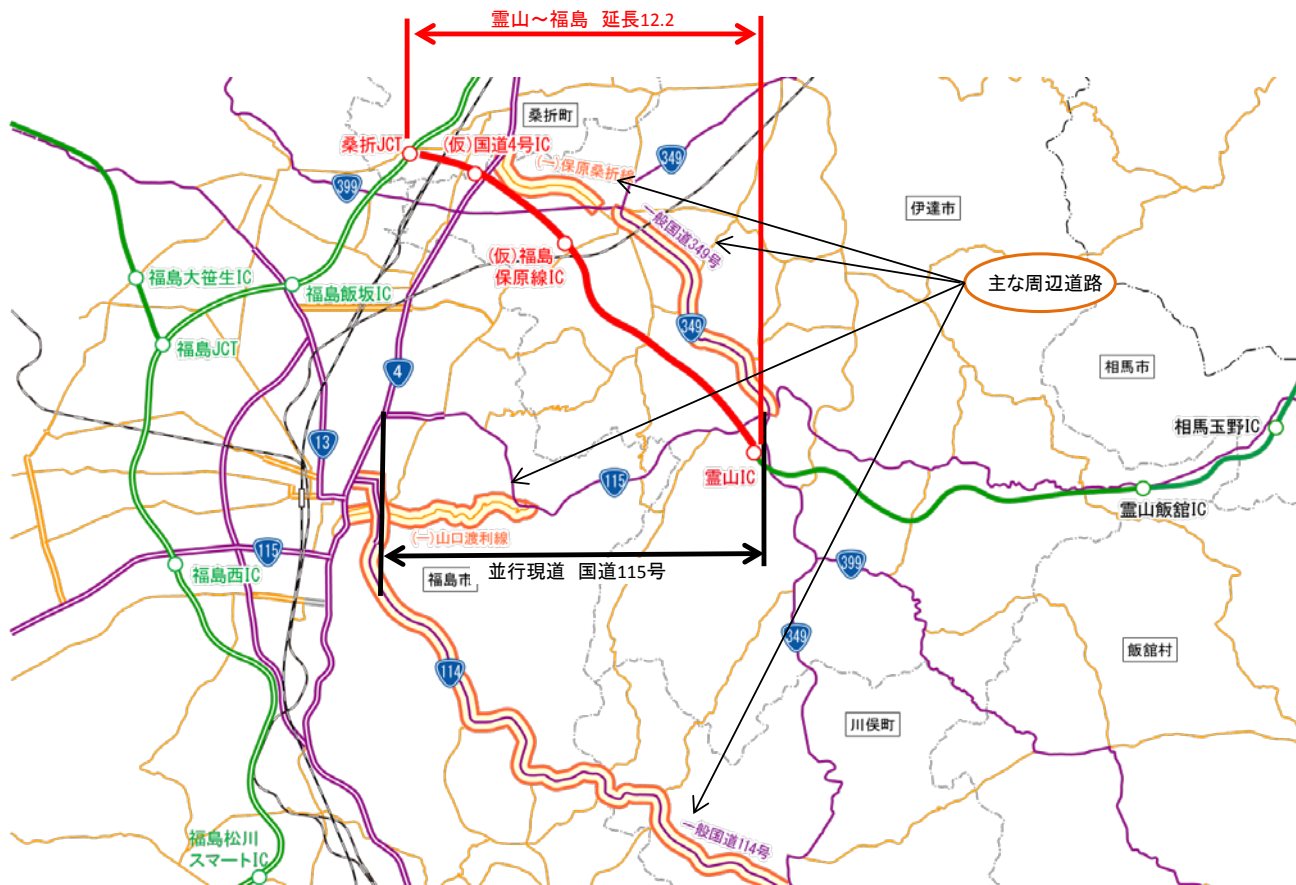 霊山～福島 延長12.2
桑折町
桑折JCT
(仮)国道4号IC
(一)保原桑折線
349
399
伊達市
一般国道349号
(仮)福島
保原線IC
福島大笹生IC
福島飯坂IC
主な周辺道路
349
福島JCT
4
相馬市
相馬玉野IC
13
霊山IC
115
霊山飯舘IC
(一)山口渡利線
115
福島西IC
福島市
並行現道 国道115号
399
349
飯舘村
114
川俣町
一般国道114号
福島松川
スマートIC